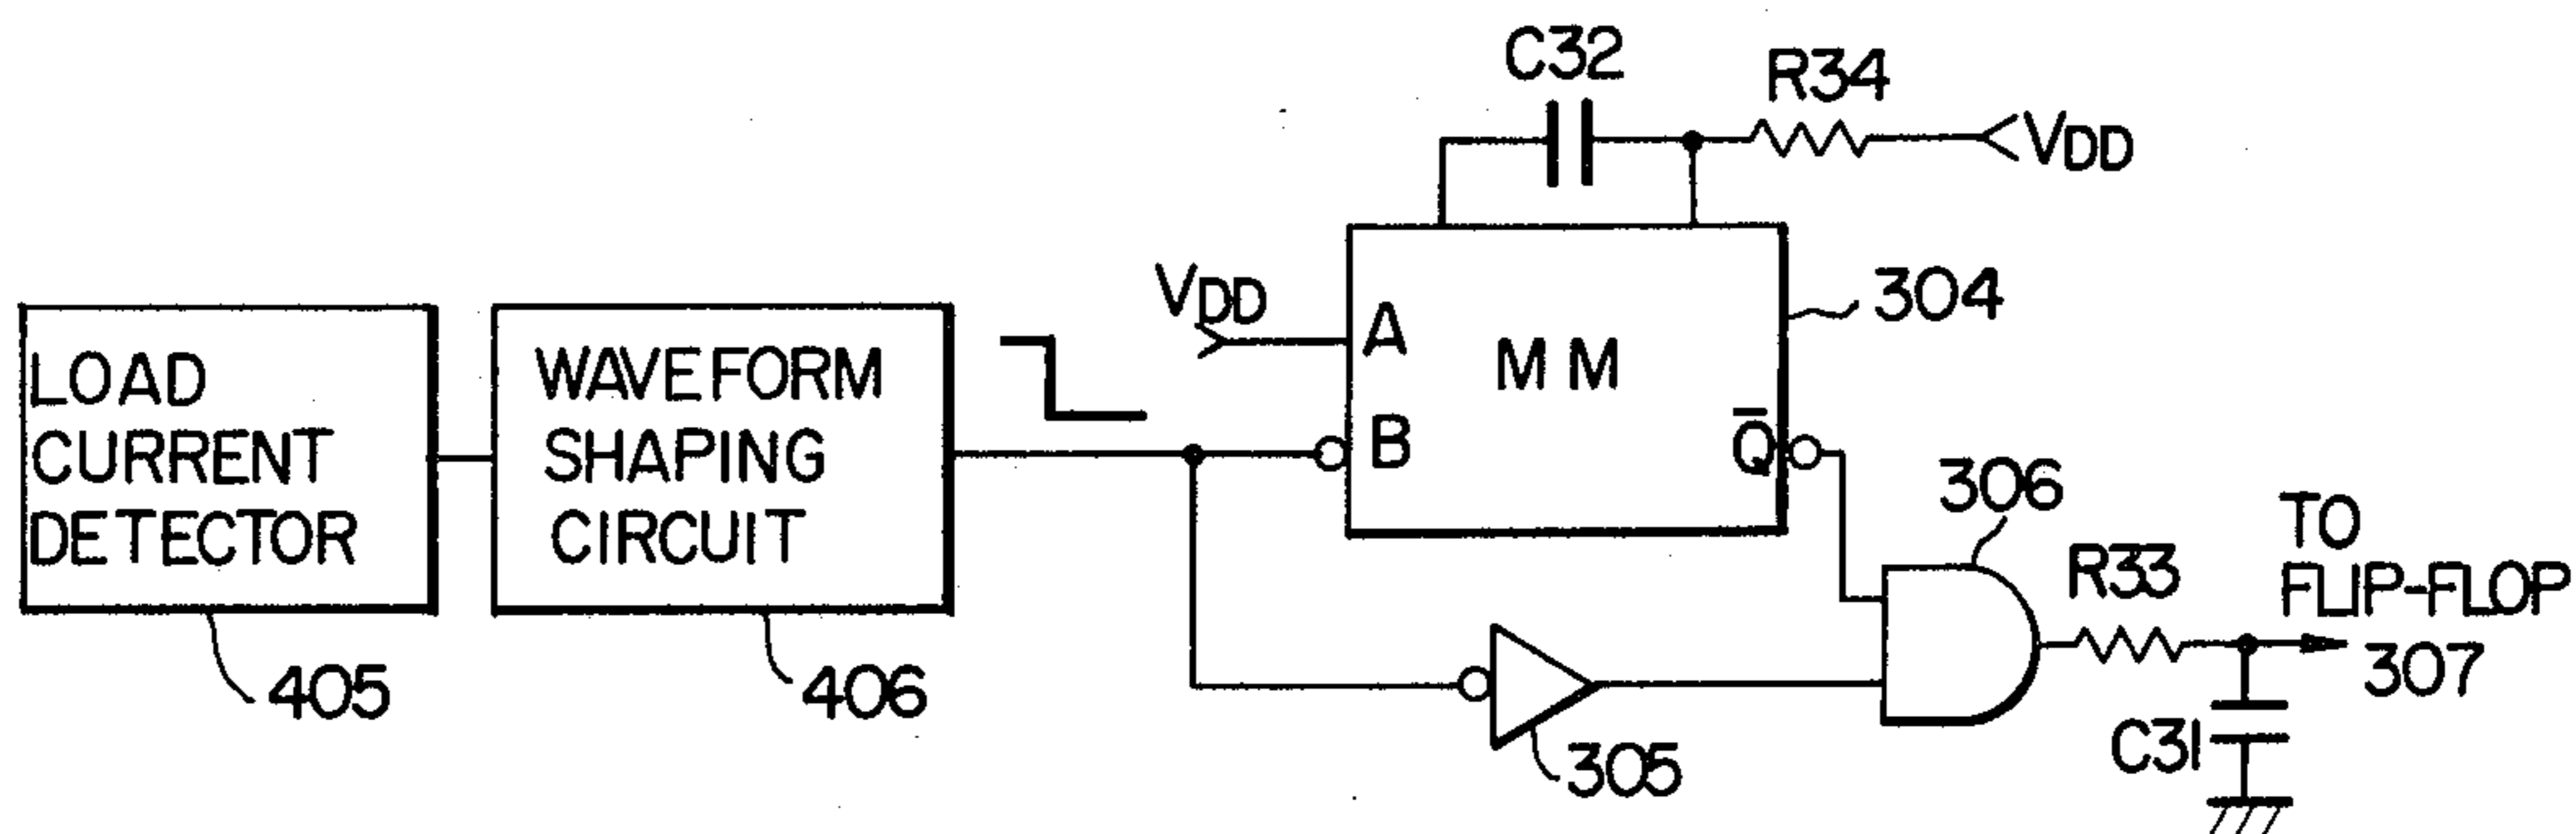 LOAD
CURRENT
DETECTOR
405
WAVEFORM
SHAPING
CIRCUIT
406
C32
R34
VDD
VDD
A
MM
B
Q̅
304
305
306
R33
C31
TO
FLIP-FLOP
307